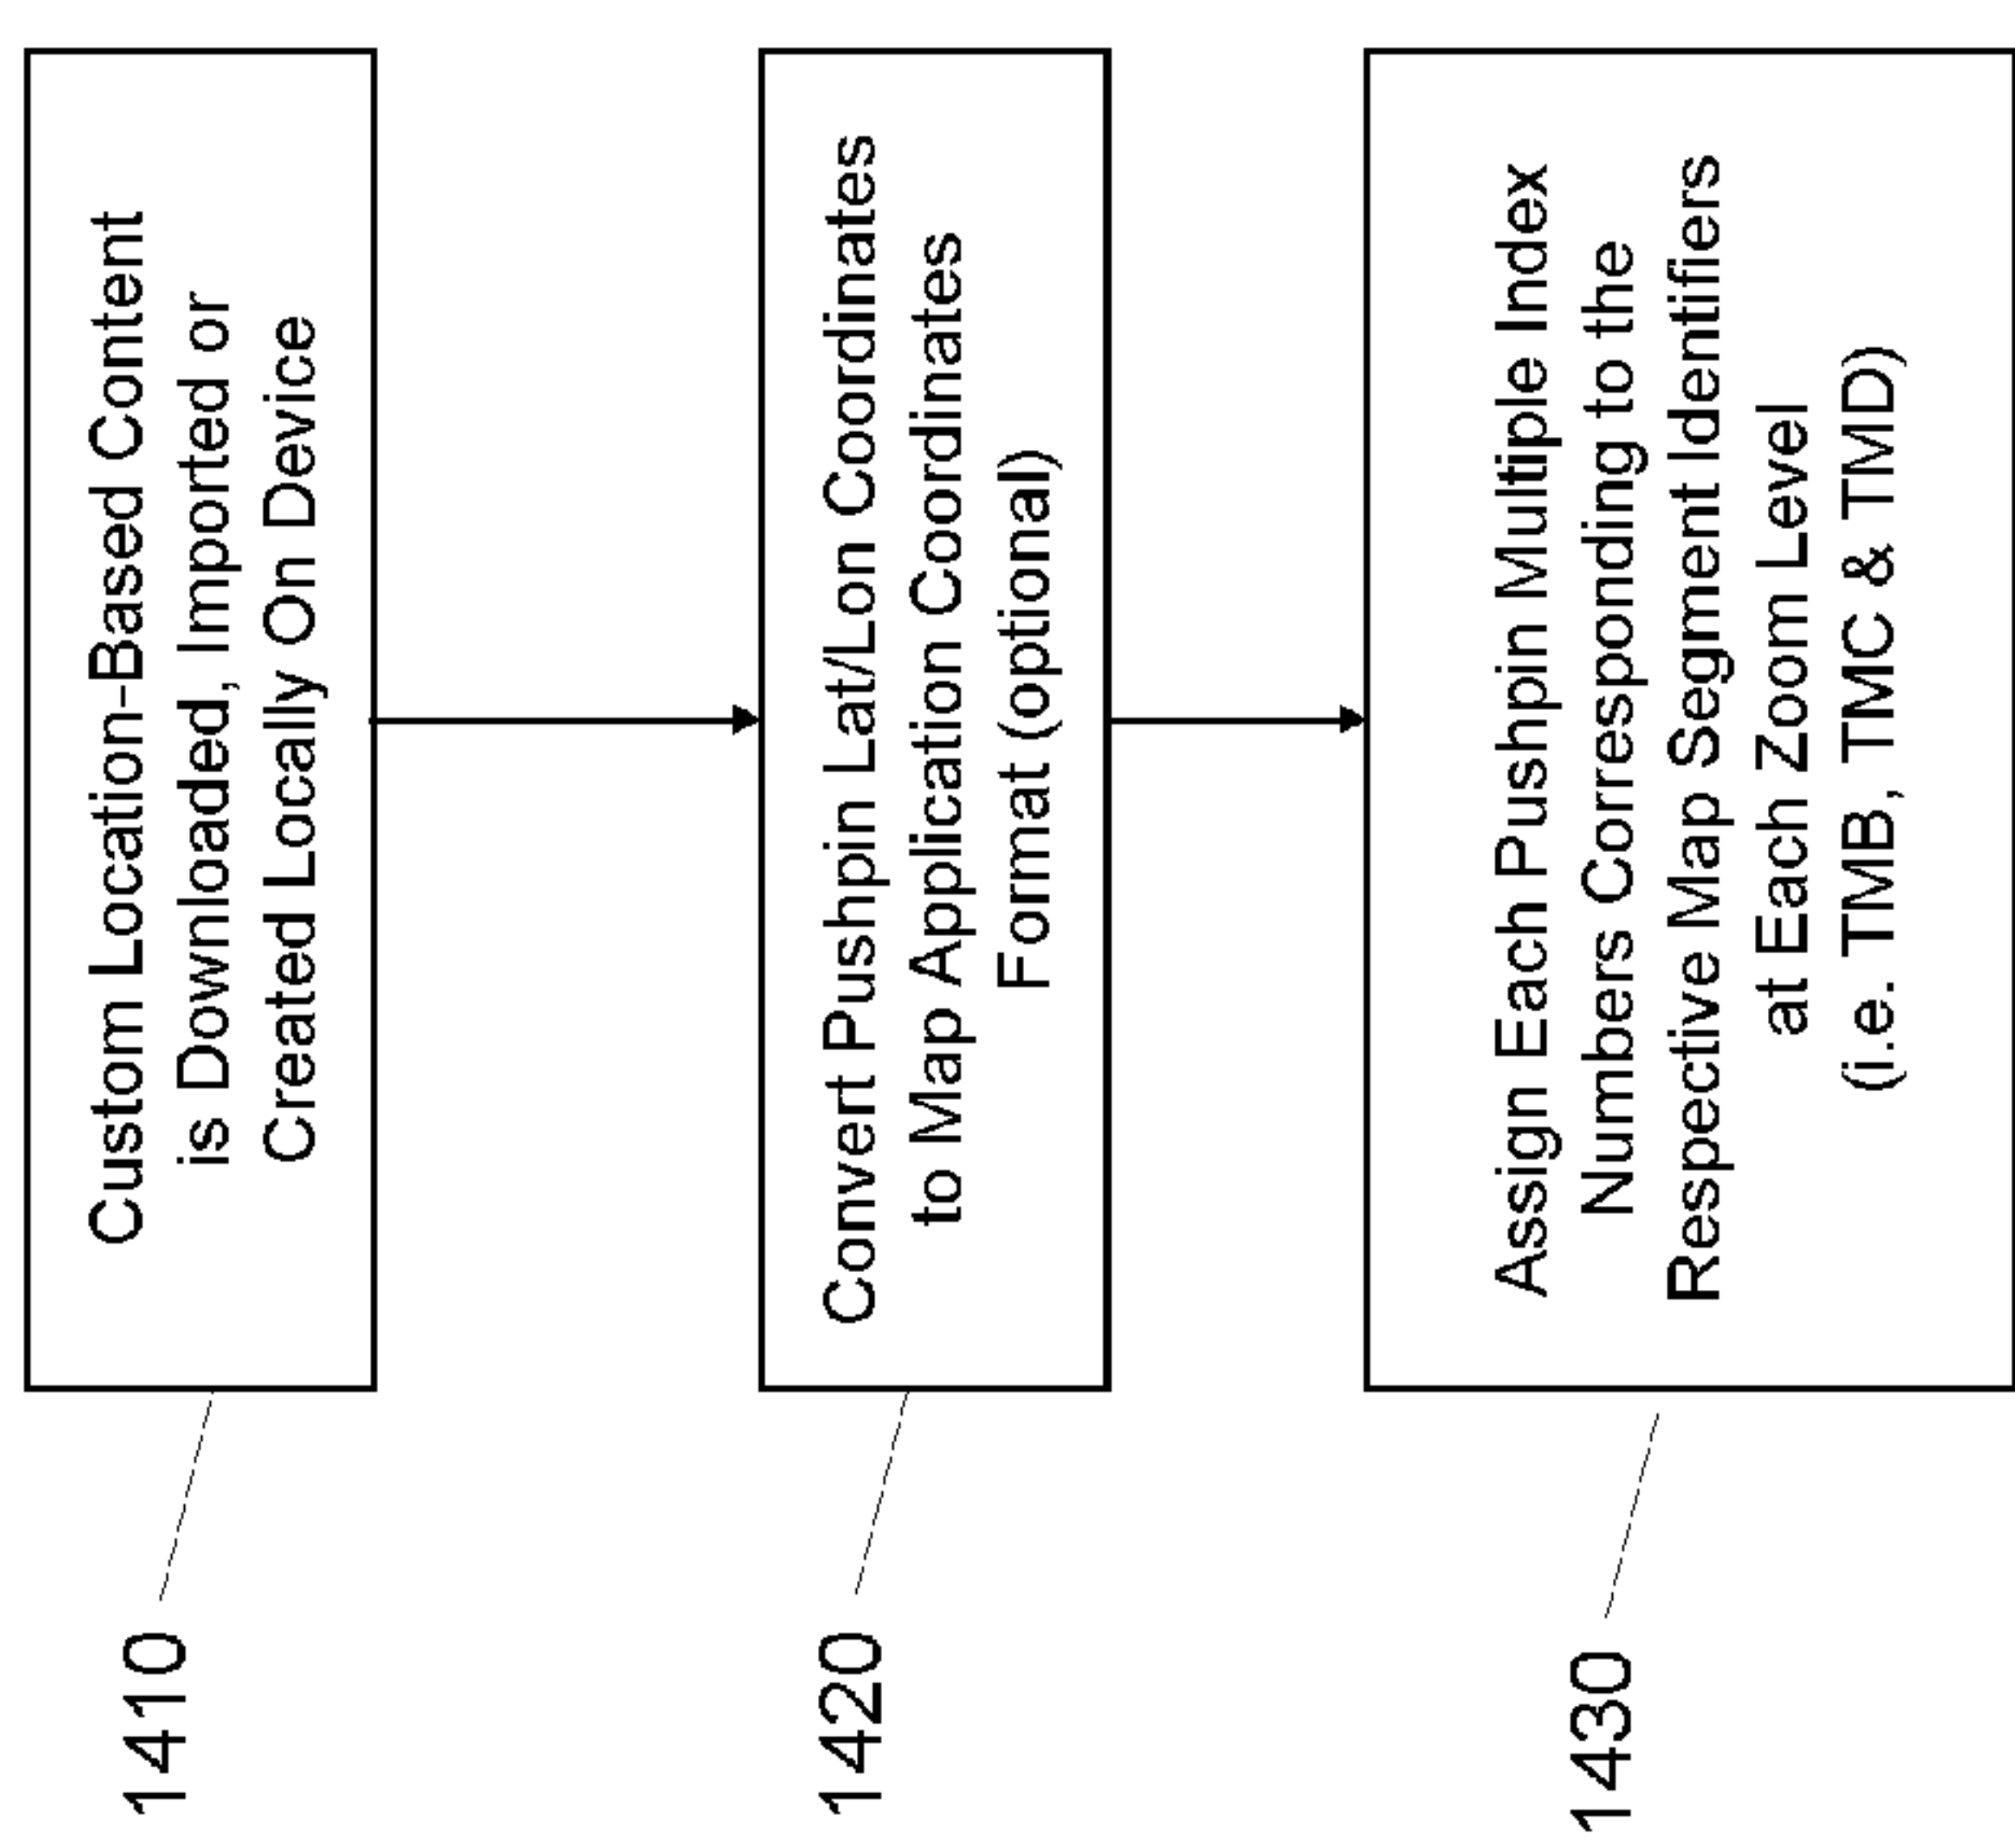 1410
Custom Location-Based Content
is Downloaded, Imported or
Created Locally On Device
1420
Convert Pushpin Lat/Lon Coordinates
to Map Application Coordinates
Format (optional)
1430
Assign Each Pushpin Multiple Index
Numbers Corresponding to the
Respective Map Segment Identifiers
at Each Zoom Level
(i.e. TMB, TMC & TMD)